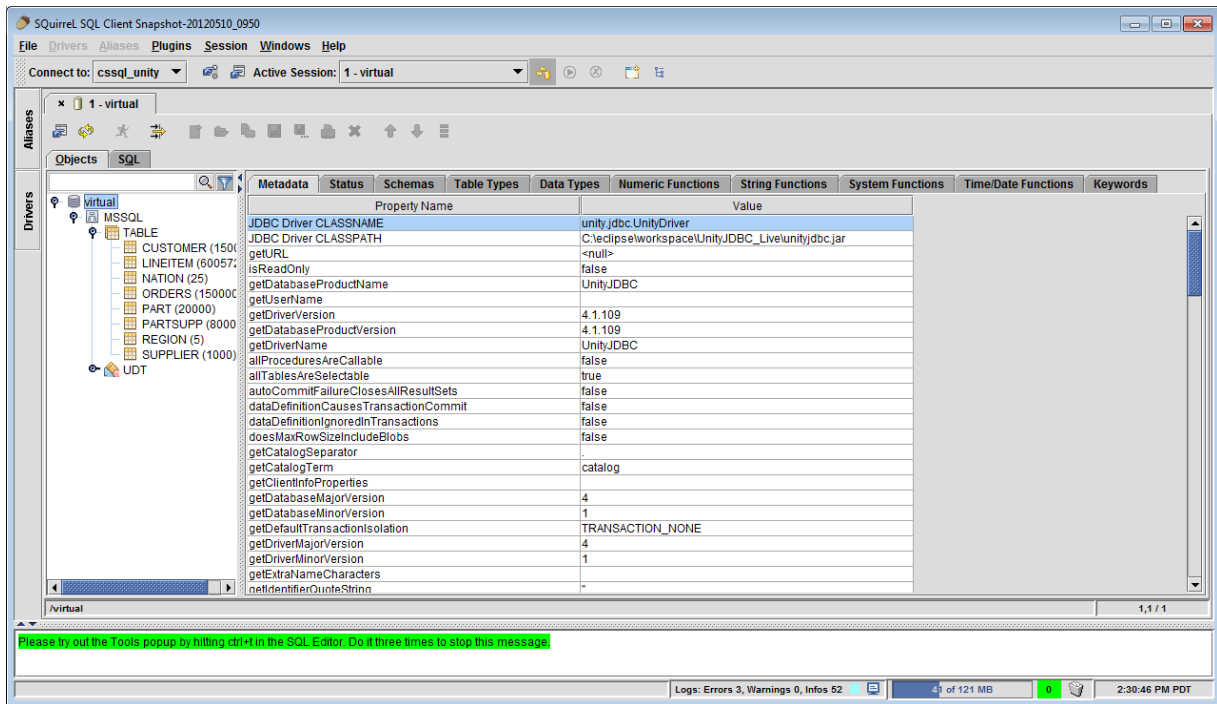 SQuirreL SQL Client Snapshot-20120510_0950
File Drivers Aliases Plugins Session Windows Help
Connect to: cssql_unity Active Session: 1 - virtual
1 - virtual
Aliases
Drivers
Objects SQL
virtual
MSSQL
TABLE
CUSTOMER (1500
LINEITEM (600572
NATION (25)
ORDERS (150000
PART (20000)
PARTSUPP (8000
REGION (5)
SUPPLIER (1000)
UDT
Metadata Status Schemas Table Types Data Types Numeric Functions String Functions System Functions Time/Date Functions Keywords
Property Name Value
JDBC Driver CLASSNAME unity.jdbc.UnityDriver
JDBC Driver CLASSPATH C:\eclipse\workspace\UnityJDBC_Live\unityjdbc.jar
getURL <null>
isReadOnly false
getDatabaseProductName UnityJDBC
getUserName
getDriverVersion 4.1.109
getDatabaseProductVersion 4.1.109
getDriverName UnityJDBC
allProceduresAreCallable false
allTablesAreSelectable true
autoCommitFailureClosesAllResultSets false
dataDefinitionCausesTransactionCommit false
dataDefinitionIgnoredInTransactions false
doesMaxRowSizeIncludeBlobs false
getCatalogSeparator .
getCatalogTerm catalog
getClientInfoProperties
getDatabaseMajorVersion 4
getDatabaseMinorVersion 1
getDefaultTransactionIsolation TRANSACTION_NONE
getDriverMajorVersion 4
getDriverMinorVersion 1
getExtraNameCharacters
getIdentifierQuoteString "
/virtual 1,1 / 1
Please try out the Tools popup by hitting ctrl+t in the SQL Editor. Do it three times to stop this message.
Logs: Errors 3, Warnings 0, Infos 52 41 of 121 MB 0 2:30:46 PM PDT